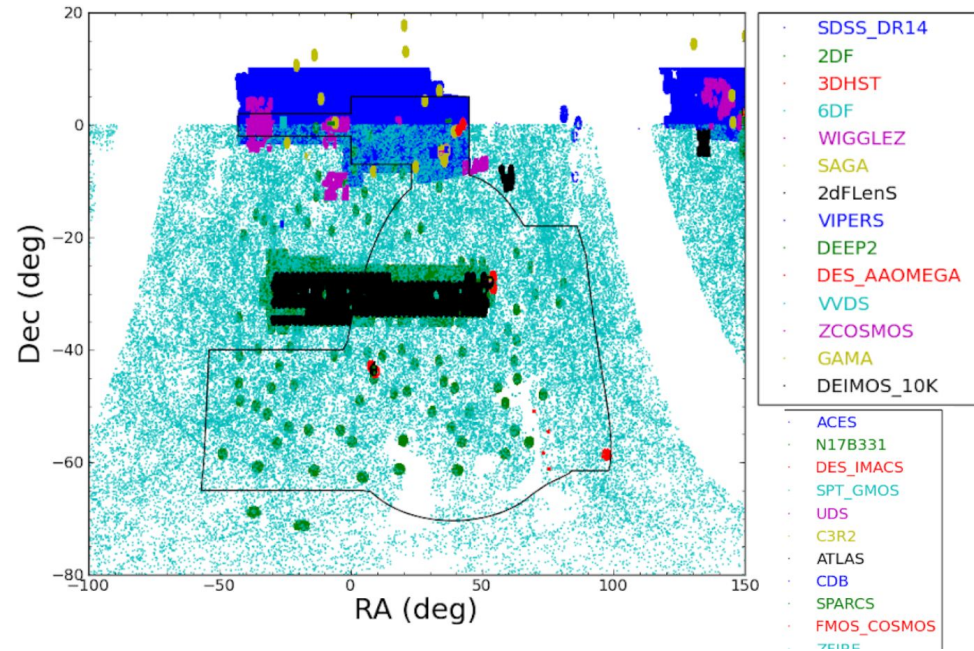 0
−20
−40
−60
−80
−100
−50
0
50
100
150
RA (deg)
Dec (deg)
SDSS_DR14
2DF
3DHST
6DF
WIGGLEZ
SAGA
2dFLenS
VIPERS
DEEP2
DES_AAOMEGA
VVDS
ZCOSMOS
GAMA
DEIMOS_10K
ACES
N17B331
DES_IMACS
SPT_GMOS
UDS
C3R2
ATLAS
CDB
SPARCS
FMOS_COSMOS